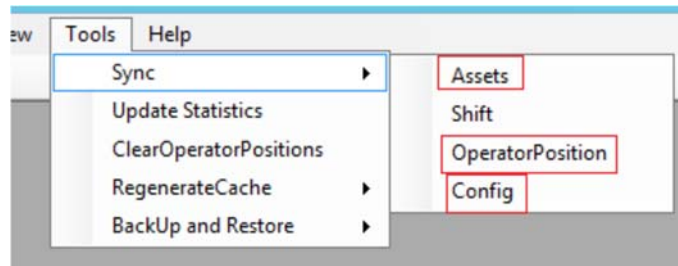 ew Tools Help
Sync
Update Statistics
ClearOperatorPositions
RegenerateCache
BackUp and Restore
Assets
Shift
OperatorPosition
Config